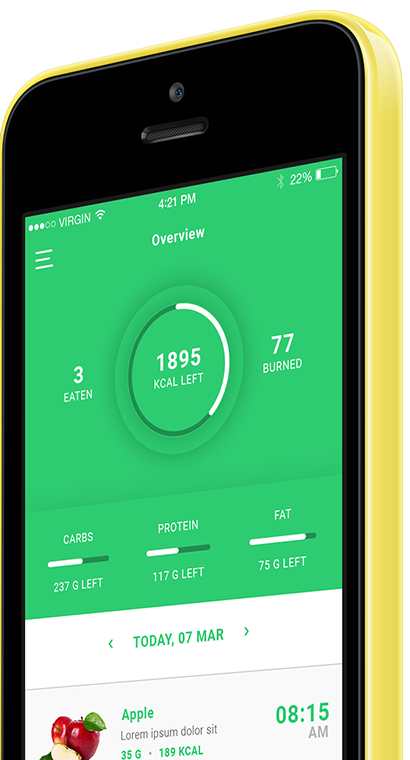 VIRGIN
4:21 PM
22%
Overview
1895
KCAL LEFT
3
EATEN
77
BURNED
CARBS
237 G LEFT
PROTEIN
117 G LEFT
FAT
75 G LEFT
TODAY, 07 MAR
Apple
Lorem ipsum dolor sit
35 G • 189 KCAL
08:15
AM